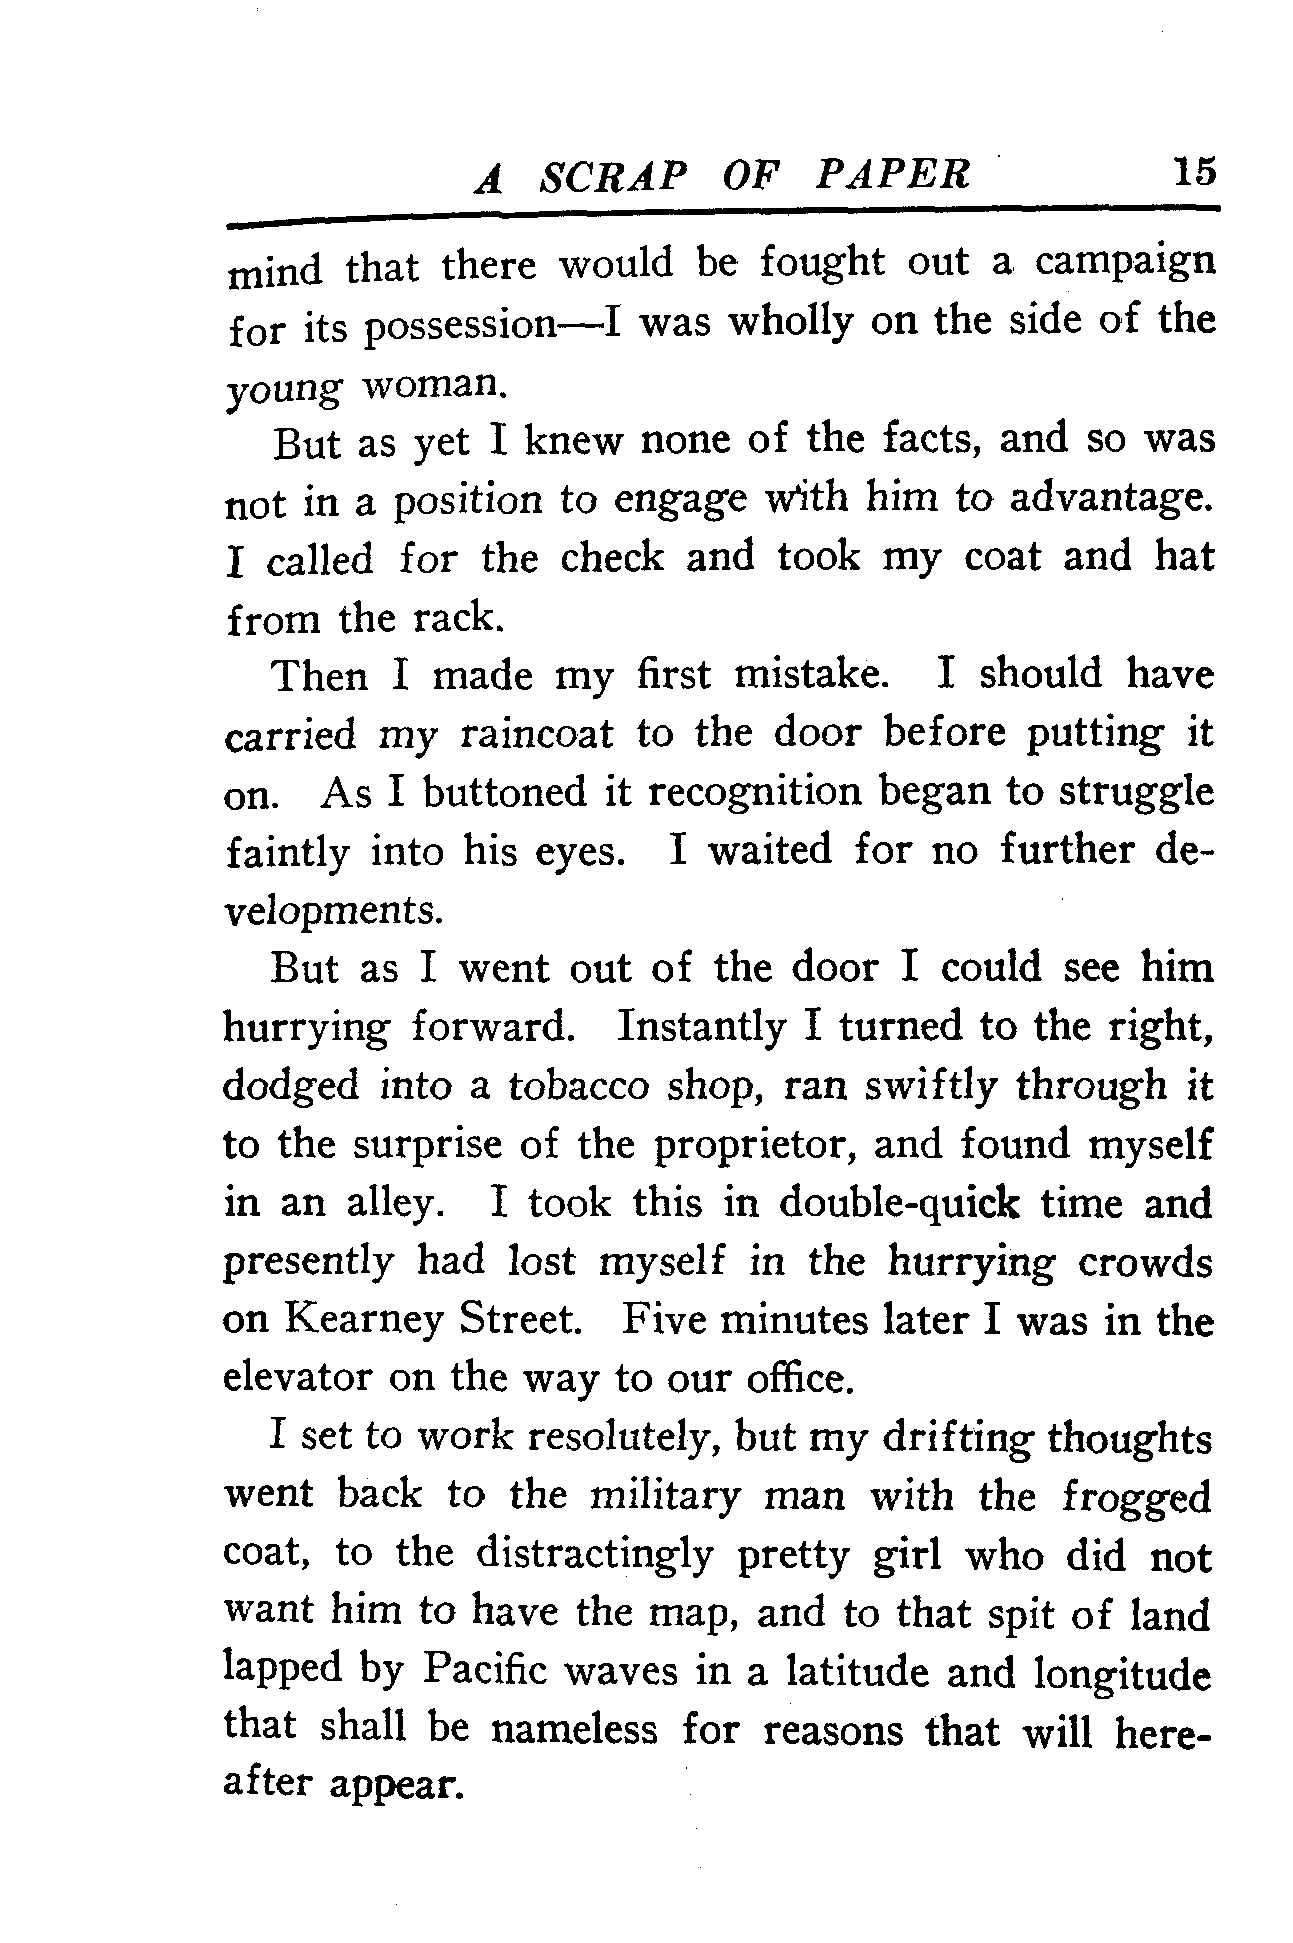 A SCRAP OF PAPER 15
mind that there would be fought out a campaign
for its possession—I was wholly on the side of the
young woman.
But as yet I knew none of the facts, and so was
not in a position to engage with him to advantage.
I called for the check and took my coat and hat
from the rack.
Then I made my first mistake. I should have
carried my raincoat to the door before putting it
on. As I buttoned it recognition began to struggle
faintly into his eyes. I waited for no further de-
velopments.
But as I went out of the door I could see him
hurrying forward. Instantly I turned to the right,
dodged into a tobacco shop, ran swiftly through it
to the surprise of the proprietor, and found myself
in an alley. I took this in double-quick time and
presently had lost myself in the hurrying crowds
on Kearney Street. Five minutes later I was in the
elevator on the way to our office.
I set to work resolutely, but my drifting thoughts
went back to the military man with the frogged
coat, to the distractingly pretty girl who did not
want him to have the map, and to that spit of land
lapped by Pacific waves in a latitude and longitude
that shall be nameless for reasons that will here-
after appear.